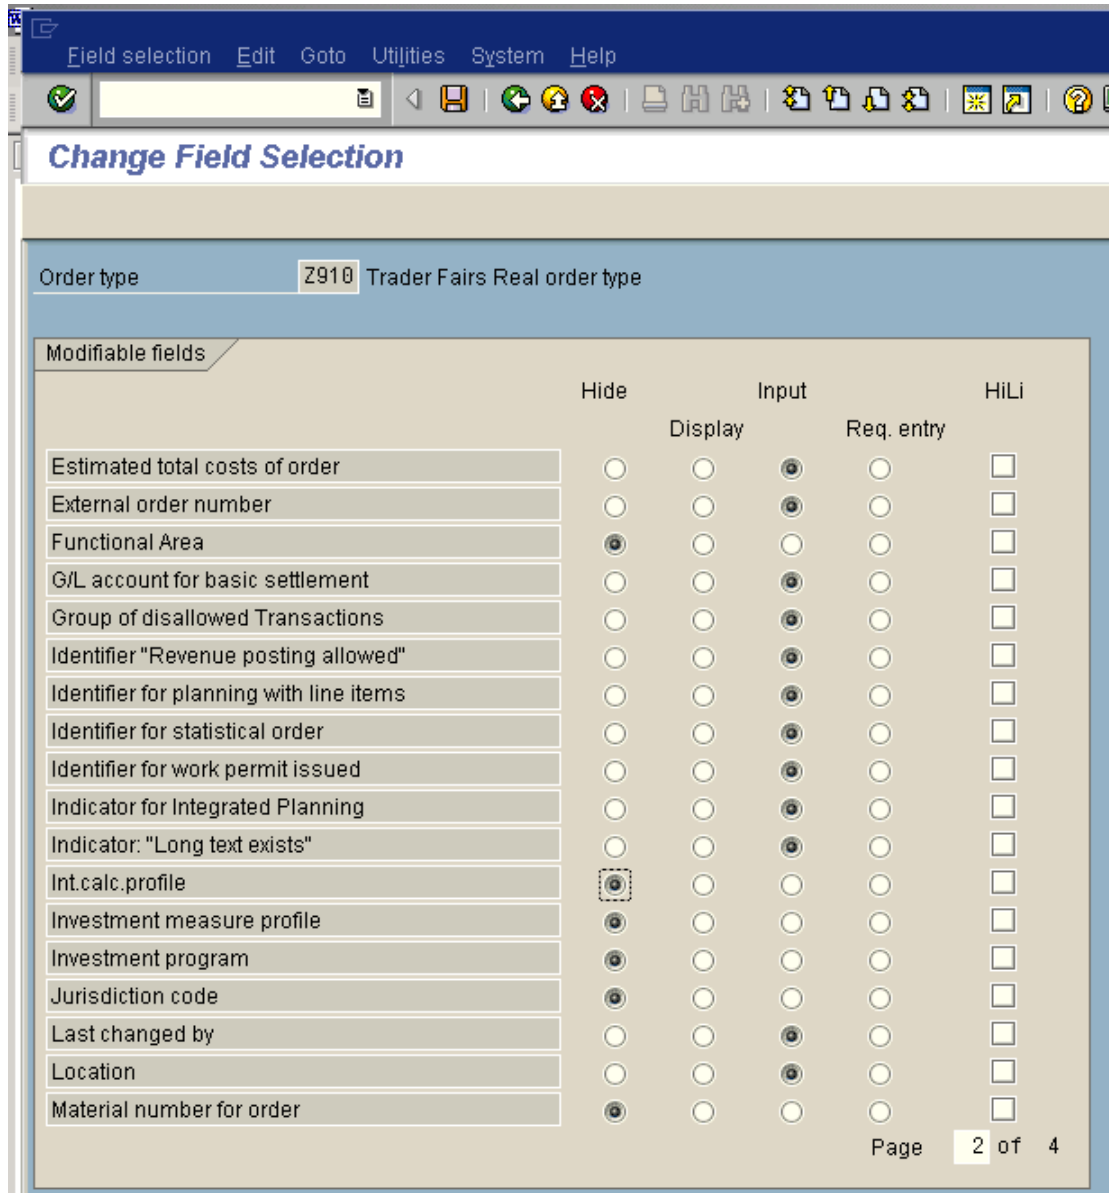 Field selection Edit Goto Utilities System Help
Change Field Selection
Order type Z910 Trader Fairs Real order type
Modifiable fields
Hide Input HiLi
Display Req. entry
Estimated total costs of order
External order number
Functional Area
G/L account for basic settlement
Group of disallowed Transactions
Identifier "Revenue posting allowed"
Identifier for planning with line items
Identifier for statistical order
Identifier for work permit issued
Indicator for Integrated Planning
Indicator: "Long text exists"
Int.calc.profile
Investment measure profile
Investment program
Jurisdiction code
Last changed by
Location
Material number for order
Page 2 of 4